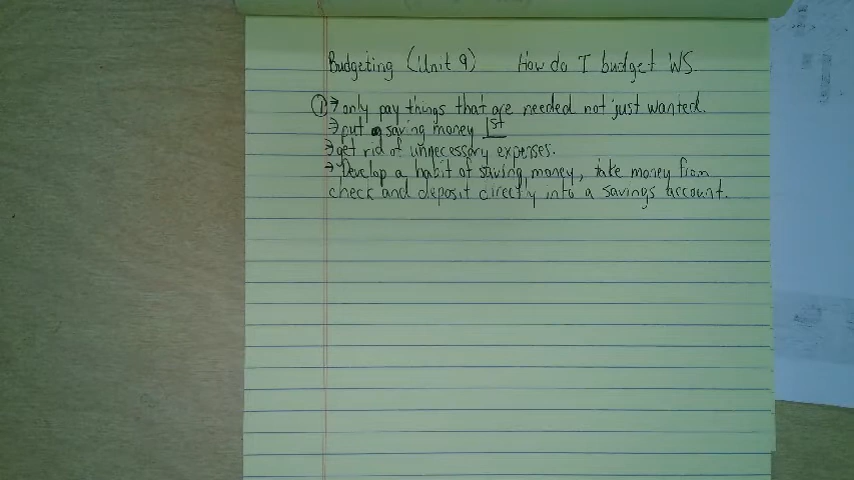 Budgeting (Unit 9) How do I budget WS.
① → only pay things that are needed not just wanted.
→ put saving money 1st
→ get rid of unnecessary expenses.
→ Develop a habit of saving money, take money from
check and deposit directly into a savings account.